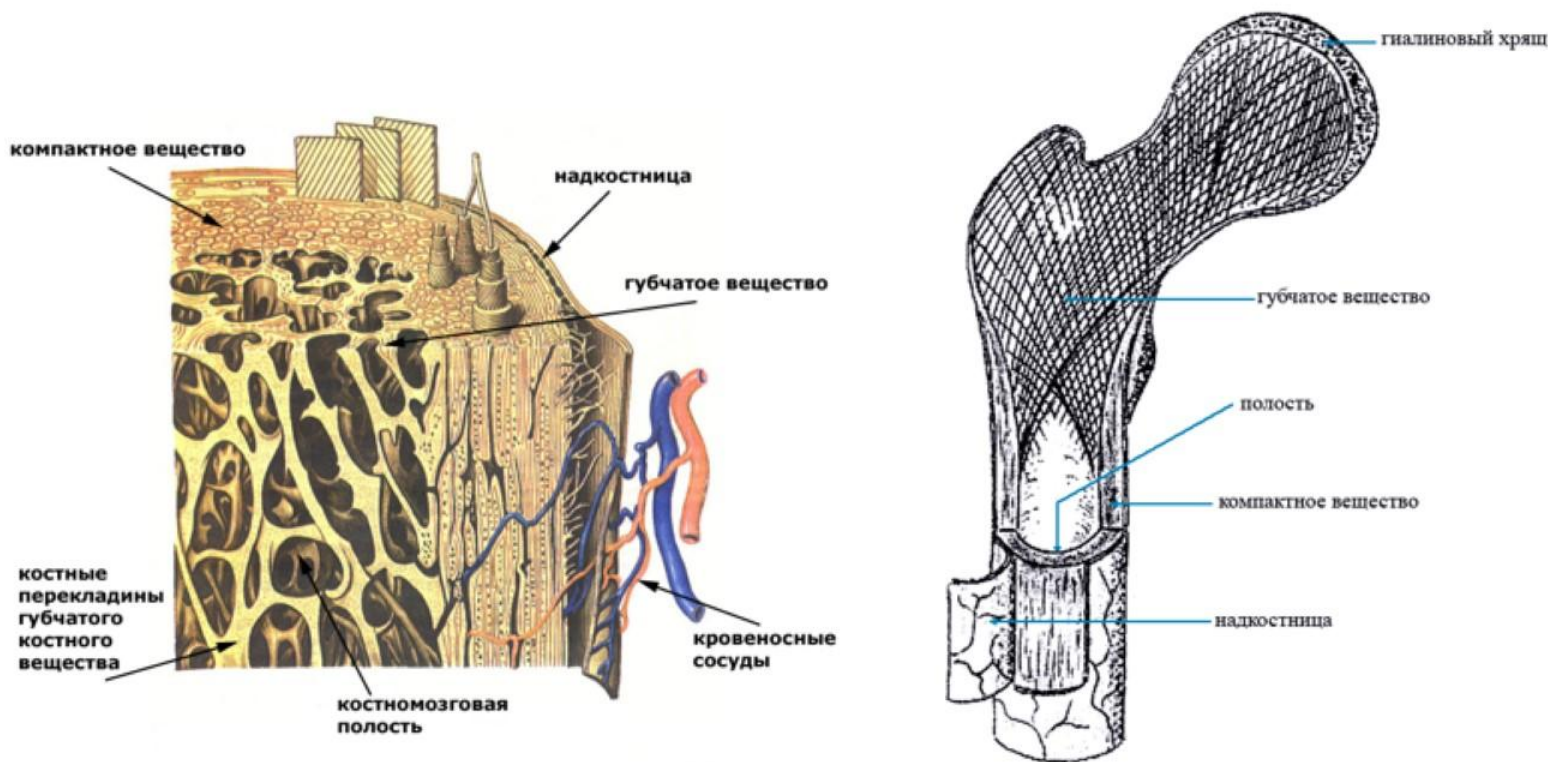 компактное вещество
надкостница
губчатое вещество
костные
перекладины
губчатого
костного
вещества
костномозговая
полость
кровеносные
сосуды
гиалиновый хрящ
губчатое вещество
полость
компактное вещество
надкостница